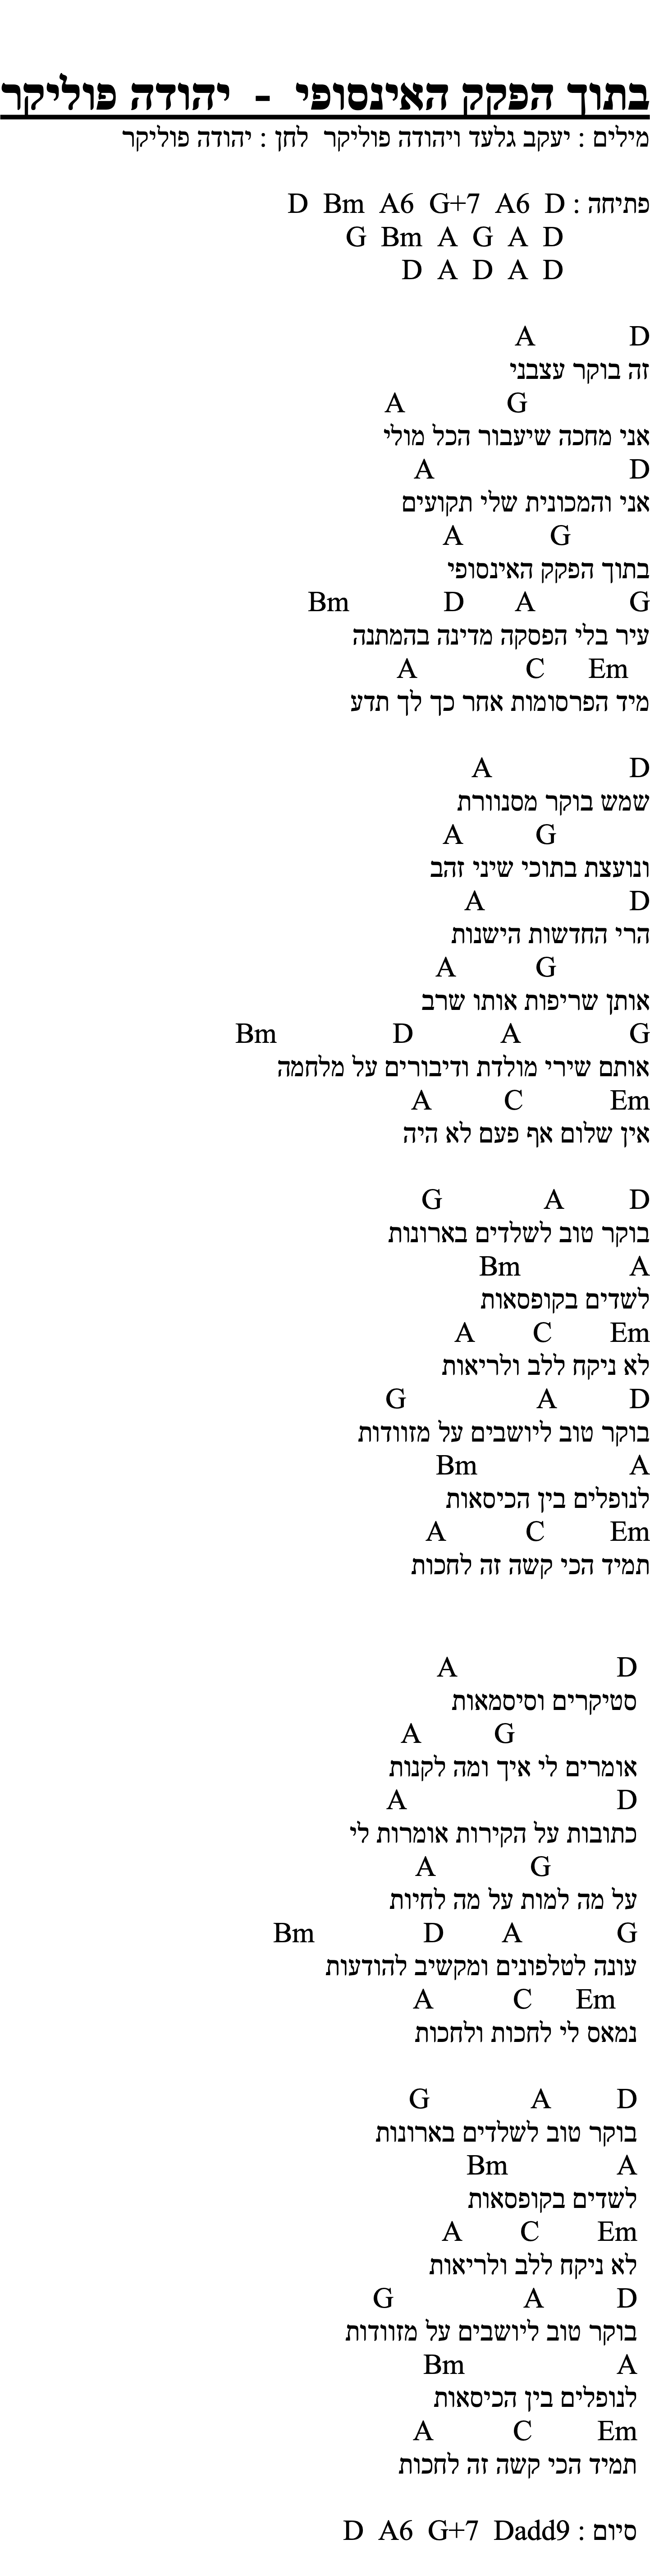 בתוך הפקק האינסופי - יהודה פוליקר
מילים : יעקב גלעד ויהודה פוליקר לחן : יהודה פוליקר
פתיחה : D A6 G+7 A6 Bm D
D A G A Bm G
D A D A D
D A
זה בוקר עצבני
G A
אני מחכה שיעבור הכל מולי
D A
אני והמכונית שלי תקועים
G A
בתוך הפקק האינסופי
G A D Bm
עיר בלי הפסקה מדינה בהמתנה
Em C A
מיד הפרסומות אחר כך לך תדע
D A
שמש בוקר מסנוורת
G A
ונועצת בתוכי שיני זהב
D A
הרי החדשות הישנות
G A
אותן שריפות אותו שרב
G A D Bm
אותם שירי מולדת ודיבורים על מלחמה
Em C A
אין שלום אף פעם לא היה
D A G
בוקר טוב לשלדים בארונות
A Bm
לשדים בקופסאות
Em C A
לא ניקח ללב ולריאות
D A G
בוקר טוב ליושבים על מזוודות
A Bm
לנופלים בין הכיסאות
Em C A
תמיד הכי קשה זה לחכות
D A
סטיקרים וסיסמאות
G A
אומרים לי איך ומה לקנות
D A
כתובות על הקירות אומרות לי
G A
על מה למות על מה לחיות
G A D Bm
עונה לטלפונים ומקשיב להודעות
Em C A
נמאס לי לחכות ולחכות
D A G
בוקר טוב לשלדים בארונות
A Bm
לשדים בקופסאות
Em C A
לא ניקח ללב ולריאות
D A G
בוקר טוב ליושבים על מזוודות
A Bm
לנופלים בין הכיסאות
Em C A
תמיד הכי קשה זה לחכות
סיום : Dadd9 G+7 A6 D